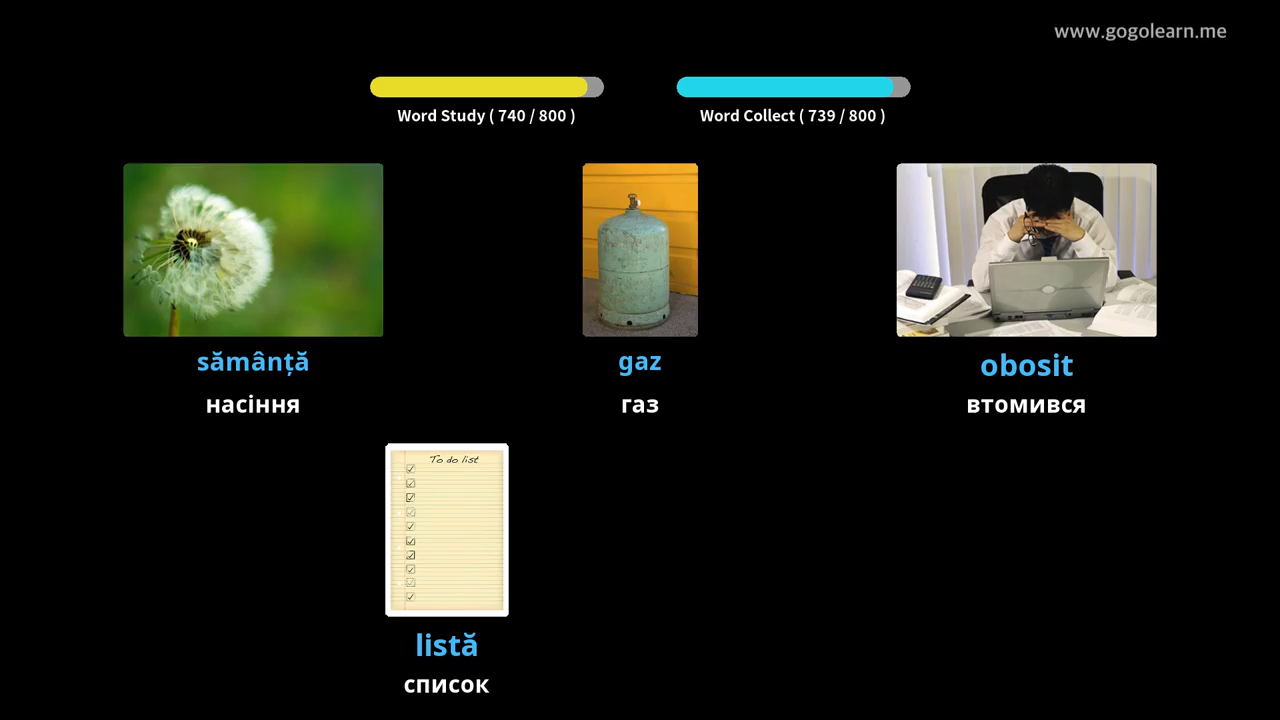 www.gogolearn.me
Word Study ( 740 / 800 )
Word Collect ( 739 / 800 )
sămânță
gaz
obosit
насіння
газ
втомився
To do list
listă
список